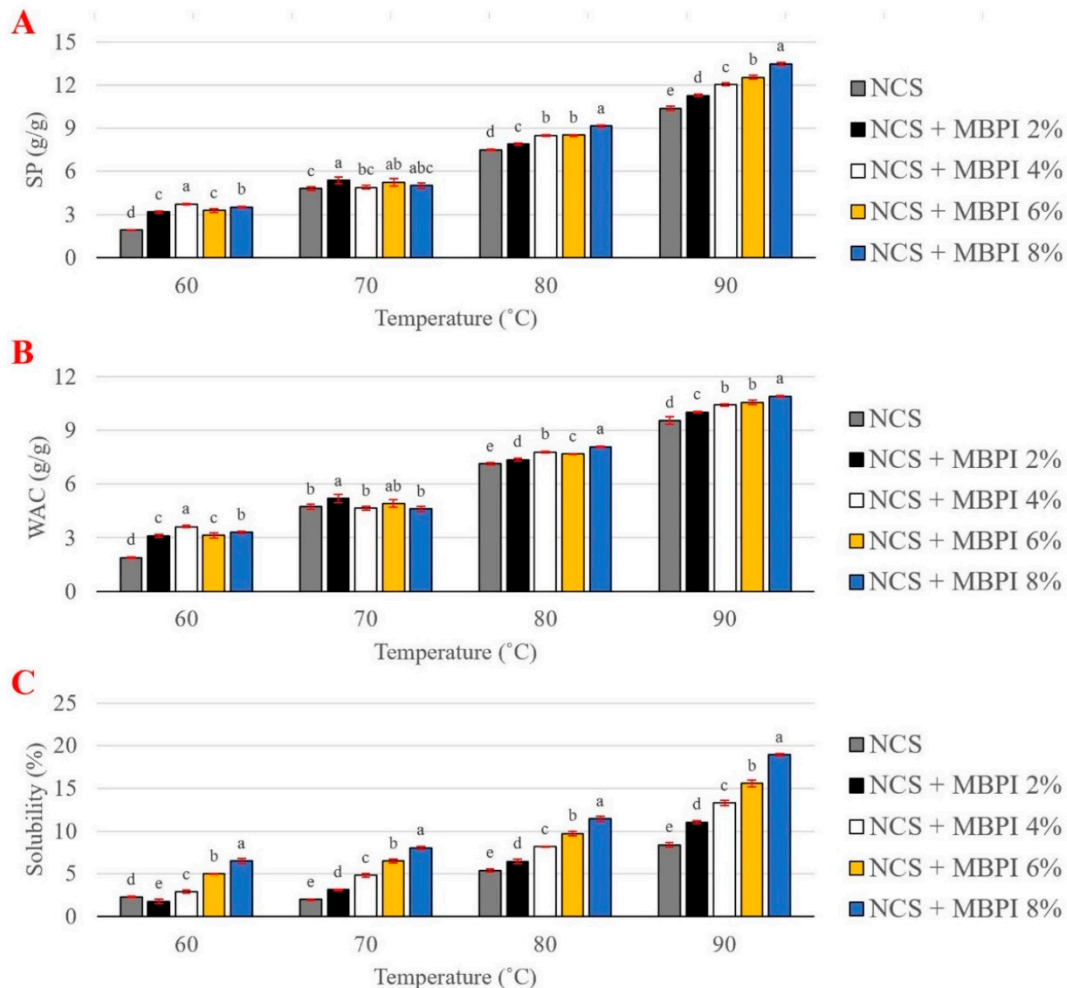 A
SP (g/g)
15
12
9
6
3
0
d c a c b
c a bc ab abc
d c b b a
e d c b a
60 70 80 90
Temperature (˚C)
NCS
NCS + MBPI 2%
NCS + MBPI 4%
NCS + MBPI 6%
NCS + MBPI 8%
B
WAC (g/g)
12
9
6
3
0
d c a c b
b a b ab b
e d b c a
d c b b a
60 70 80 90
Temperature (˚C)
NCS
NCS + MBPI 2%
NCS + MBPI 4%
NCS + MBPI 6%
NCS + MBPI 8%
C
Solubility (%)
25
20
15
10
5
0
d e c b a
e d c b a
e d c b a
e d c b a
60 70 80 90
Temperature (˚C)
NCS
NCS + MBPI 2%
NCS + MBPI 4%
NCS + MBPI 6%
NCS + MBPI 8%